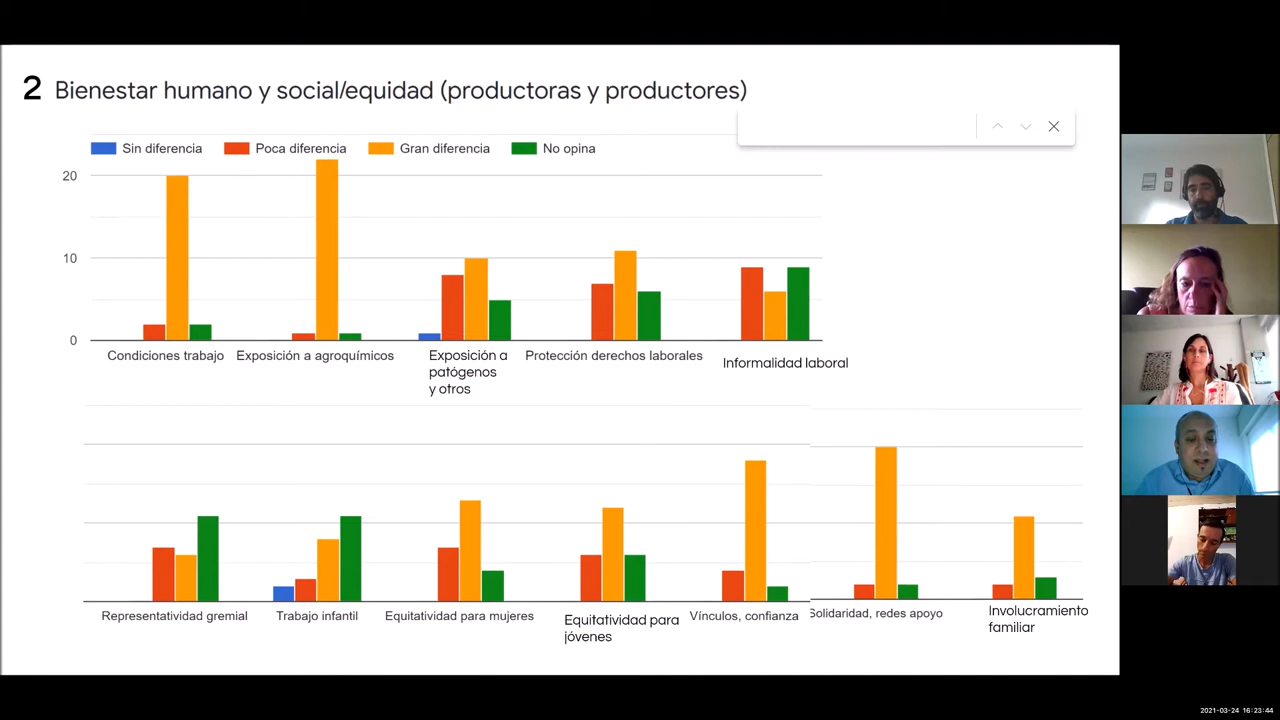 2 Bienestar humano y social/equidad (productoras y productores)
Sin diferencia Poca diferencia Gran diferencia No opina
20
10
0
Condiciones trabajo Exposición a agroquímicos Exposición a patógenos y otros Protección derechos laborales Informalidad laboral
Representatividad gremial Trabajo infantil Equitatividad para mujeres Equitatividad para jóvenes Vínculos, confianza Solidaridad, redes apoyo Involucramiento familiar
2021-03-24 16:23:44